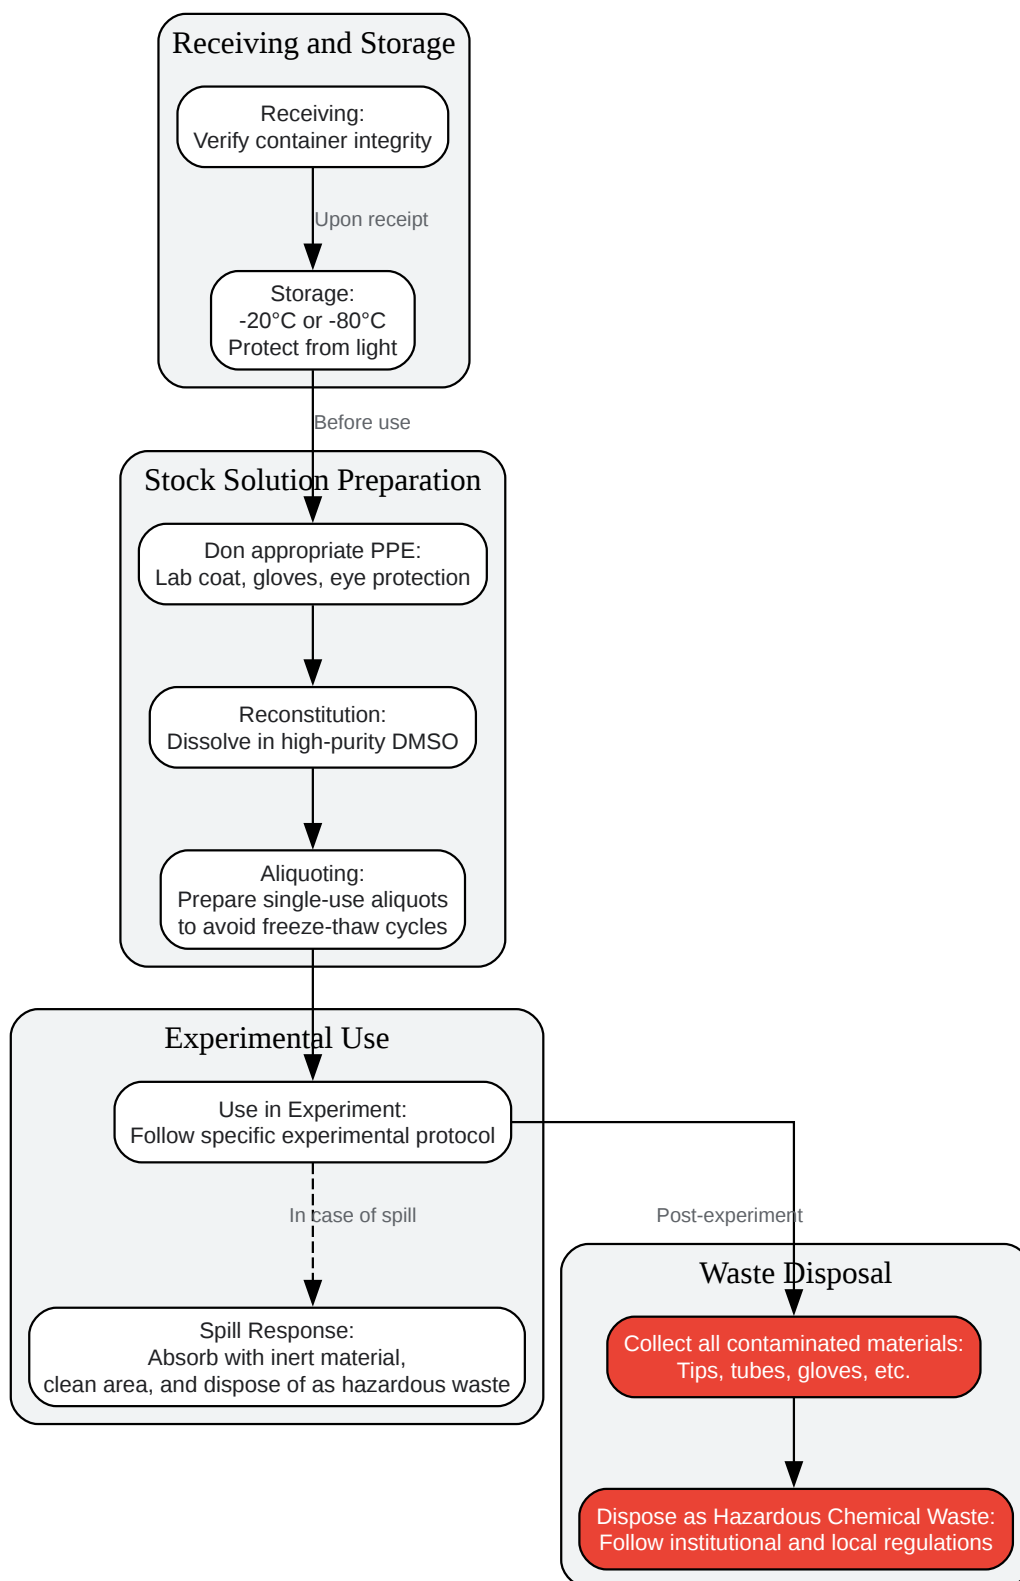 Receiving and Storage
Receiving:
Verify container integrity
Upon receipt
Storage:
-20°C or -80°C
Protect from light
Before use
Stock Solution Preparation
Don appropriate PPE:
Lab coat, gloves, eye protection
Reconstitution:
Dissolve in high-purity DMSO
Aliquoting:
Prepare single-use aliquots
to avoid freeze-thaw cycles
Experimental Use
Use in Experiment:
Follow specific experimental protocol
In case of spill
Spill Response:
Absorb with inert material,
clean area, and dispose of as hazardous waste
Post-experiment
Waste Disposal
Collect all contaminated materials:
Tips, tubes, gloves, etc.
Dispose as Hazardous Chemical Waste:
Follow institutional and local regulations